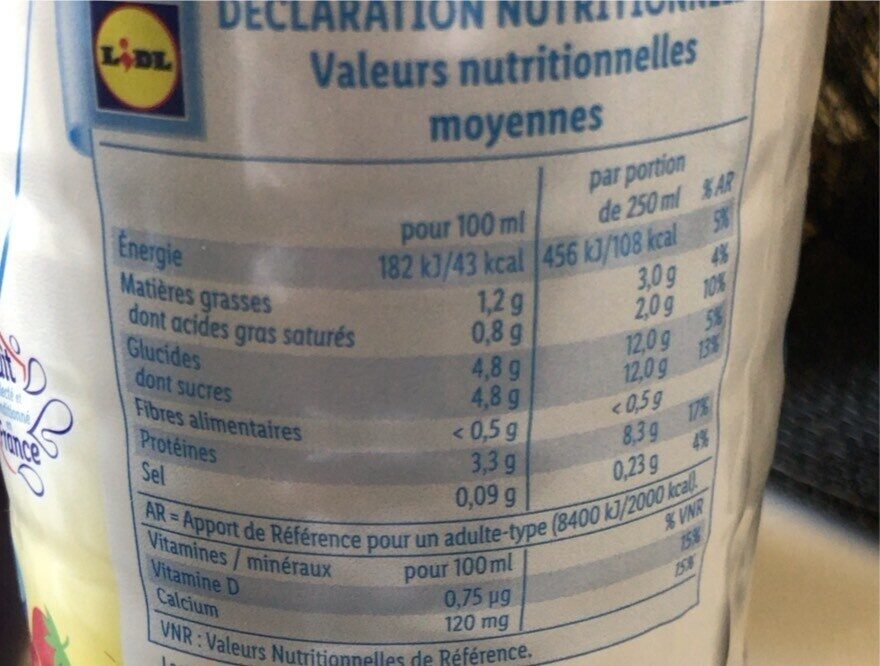 LIDL
DÉCLARATION
Valeurs nutritionnelles
moyennes
pour 100 ml par portion de 250 ml % AR
Énergie 182 kJ/43 kcal 456 kJ/108 kcal 5%
Matières grasses 1,2 g 3,0 g 4%
dont acides gras saturés 0,8 g 2,0 g 10%
Glucides 4,8 g 12,0 g 5%
dont sucres 4,8 g 12,0 g 13%
Fibres alimentaires < 0,5 g < 0,5 g
Protéines 3,3 g 8,3 g 17%
Sel 0,09 g 0,23 g 4%
AR = Apport de Référence pour un adulte-type (8400 kJ/2000 kcal).
Vitamines / minéraux pour 100 ml % VNR
Vitamine D 0,75 µg 15%
Calcium 120 mg 15%
VNR : Valeurs Nutritionnelles de Référence.